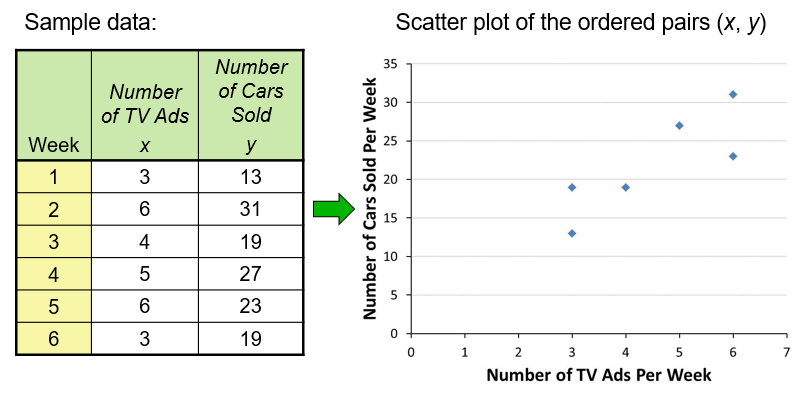 Sample data:
Scatter plot of the ordered pairs (x, y)
Week
Number
of TV Ads
x
Number
of Cars
Sold
y
1 3 13
2 6 31
3 4 19
4 5 27
5 6 23
6 3 19
Number of Cars Sold Per Week
35
30
25
20
15
10
5
0
0 1 2 3 4 5 6 7
Number of TV Ads Per Week